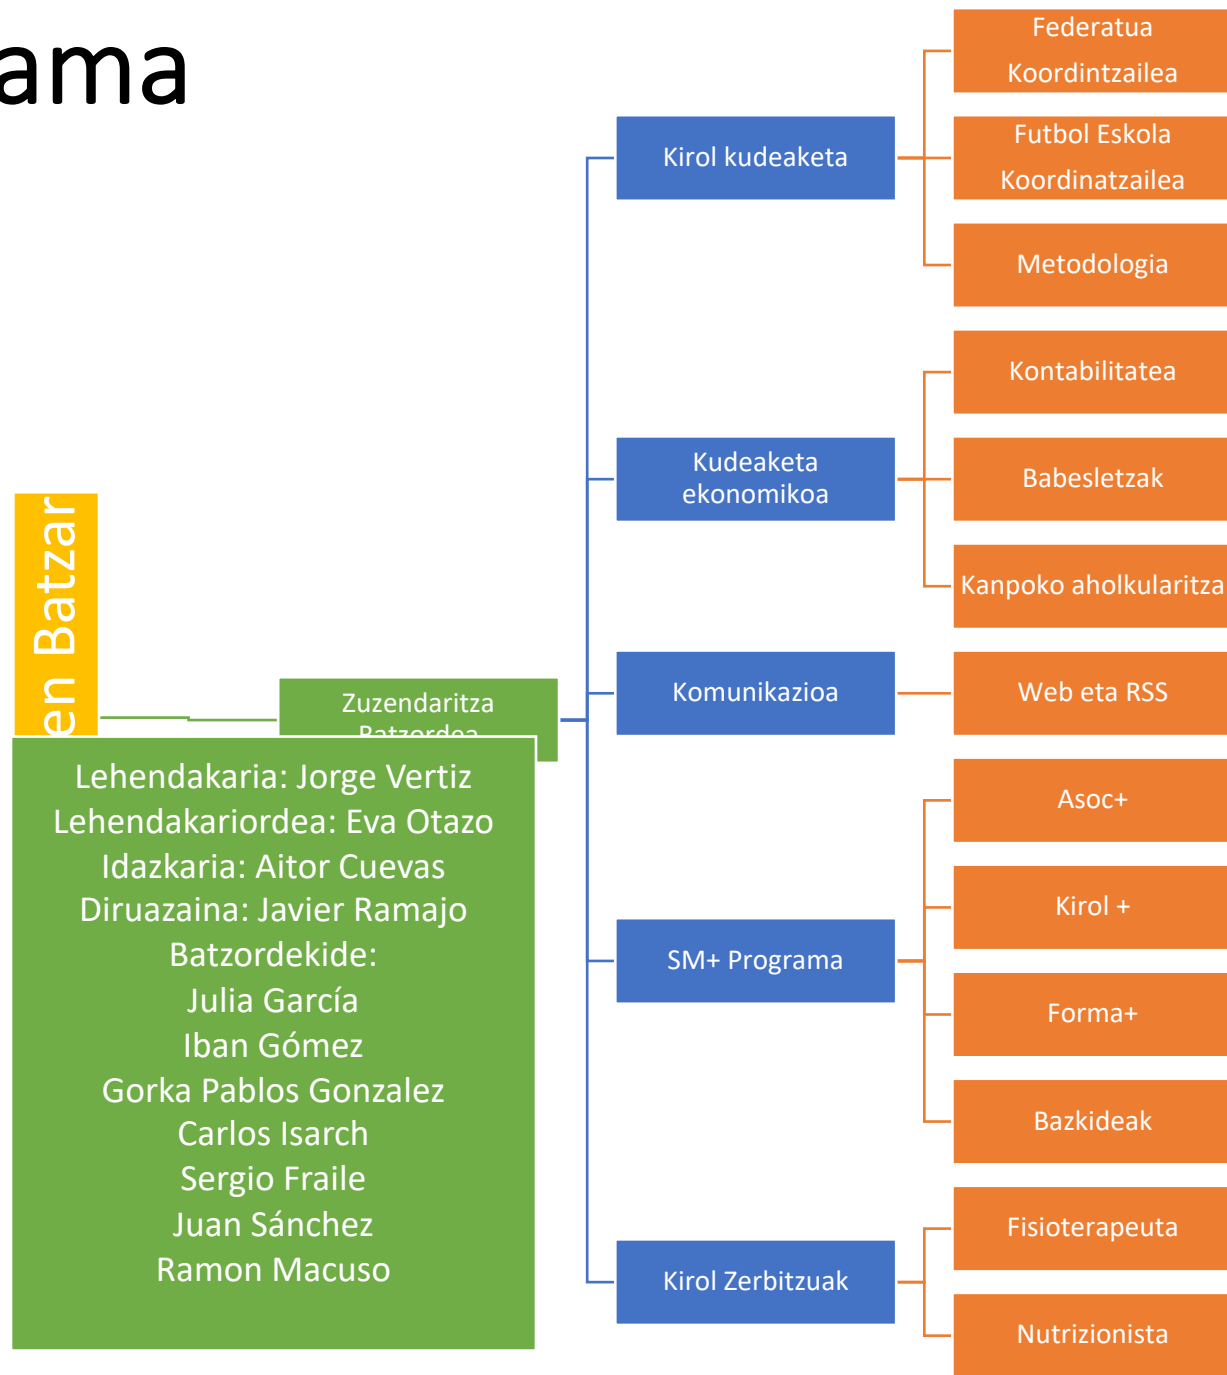 ama
en Batzar
Zuzendaritza
Batzordea
Lehendakaria: Jorge Vertiz
Lehendakariordea: Eva Otazo
Idazkaria: Aitor Cuevas
Diruazaina: Javier Ramajo
Batzordekide:
Julia García
Iban Gómez
Gorka Pablos Gonzalez
Carlos Isarch
Sergio Fraile
Juan Sánchez
Ramon Macuso
Kirol kudeaketa
Federatua
Koordintzailea
Futbol Eskola
Koordinatzailea
Metodologia
Kudeaketa
ekonomikoa
Kontabilitatea
Babesletzak
Kanpoko aholkularitza
Komunikazioa
Web eta RSS
SM+ Programa
Asoc+
Kirol +
Forma+
Bazkideak
Kirol Zerbitzuak
Fisioterapeuta
Nutrizionista